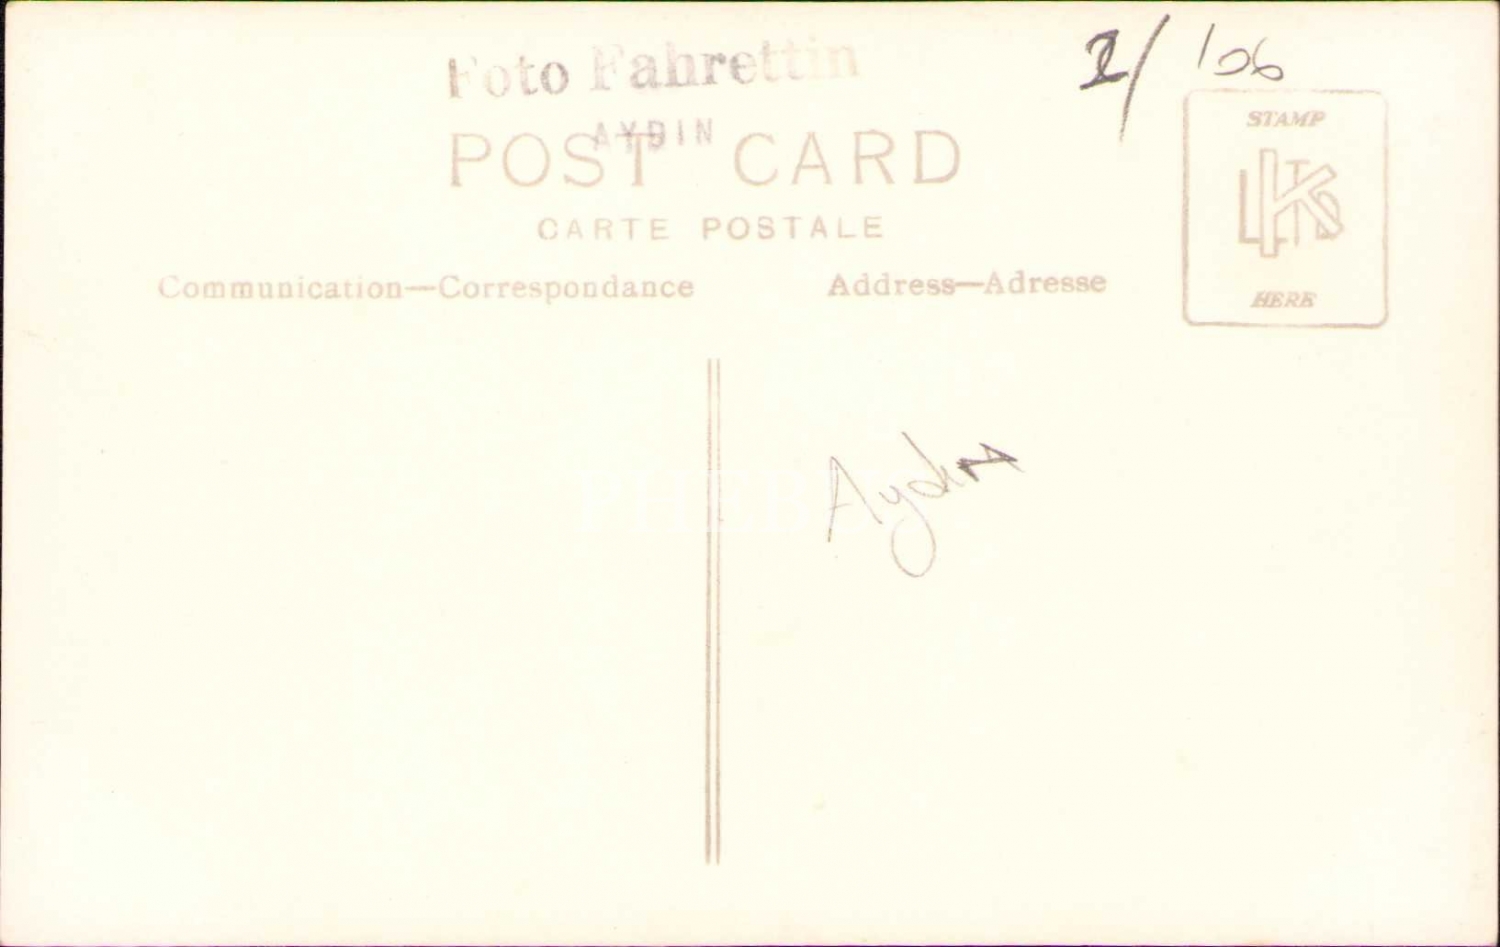 Foto Fahrettin
AYDIN
2/ 106
POST CARD
CARTE POSTALE
Communication—Correspondance
Address—Adresse
STAMP
HERE
Aydın